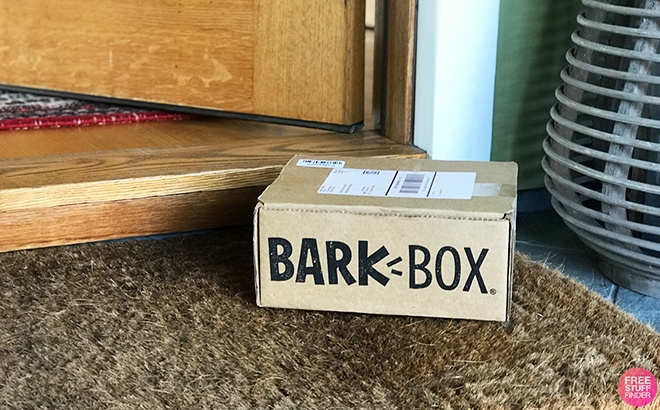 BARK BOX®
FREE
STUFF
FINDER